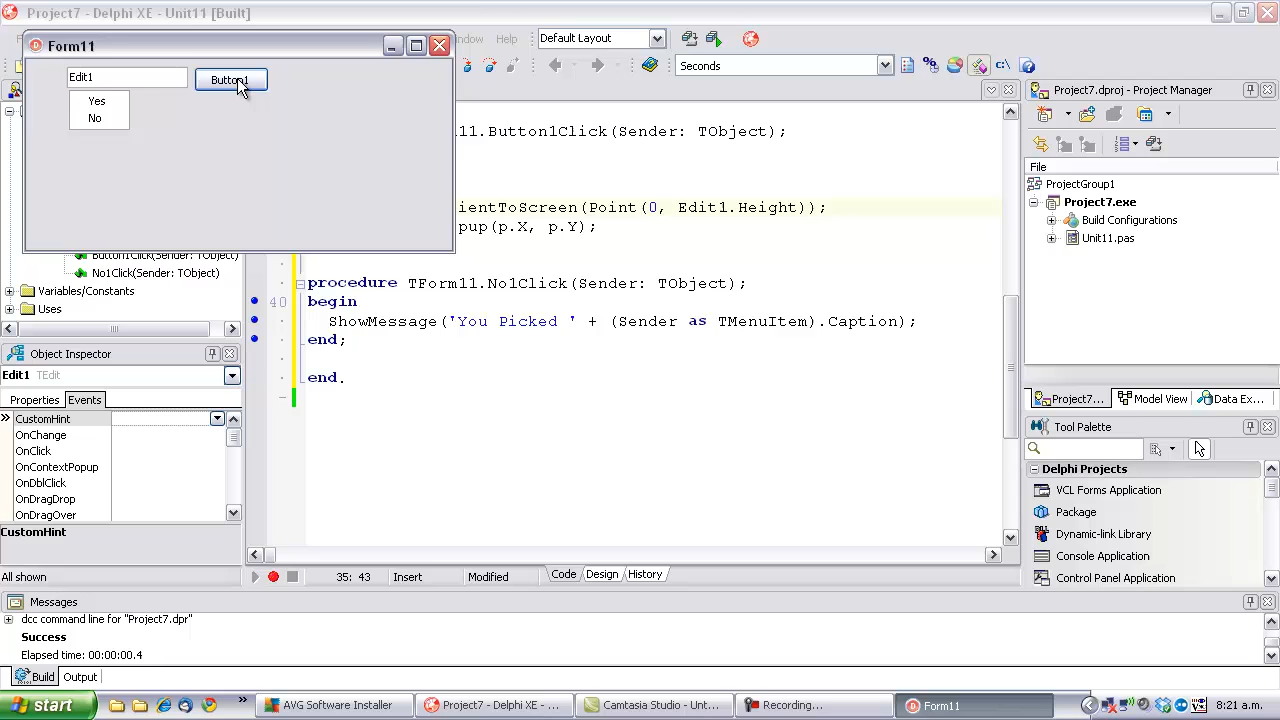 Project7 - Delphi XE - Unit11 [Built]
Window Help Default Layout
Form11
Seconds
Edit1
Button1
Yes
No
Project7.dproj - Project Manager
File
ProjectGroup1
Project7.exe
Build Configurations
Unit11.pas
m11.Button1Click(Sender: TObject);
ientToScreen(Point(0, Edit1.Height));
pup(p.X, p.Y);
Button1Click(Sender: TObject)
No1Click(Sender: TObject)
Variables/Constants
Uses
procedure TForm11.No1Click(Sender: TObject);
40 begin
ShowMessage('You Picked ' + (Sender as TMenuItem).Caption);
end;
end.
Object Inspector
Edit1 TEdit
Properties Events
CustomHint
OnChange
OnClick
OnContextPopup
OnDblClick
OnDragDrop
OnDragOver
CustomHint
All shown
35: 43 Insert Modified Code Design History
Project7... Model View Data Ex...
Tool Palette
Delphi Projects
VCL Forms Application
Package
Dynamic-link Library
Console Application
Control Panel Application
Messages
dcc command line for "Project7.dpr"
Success
Elapsed time: 00:00:00.4
Build Output
start AVG Software Installer Project7 - Delphi XE - ... Camtasia Studio - Unt... Recording... Form11 8:21 a.m.